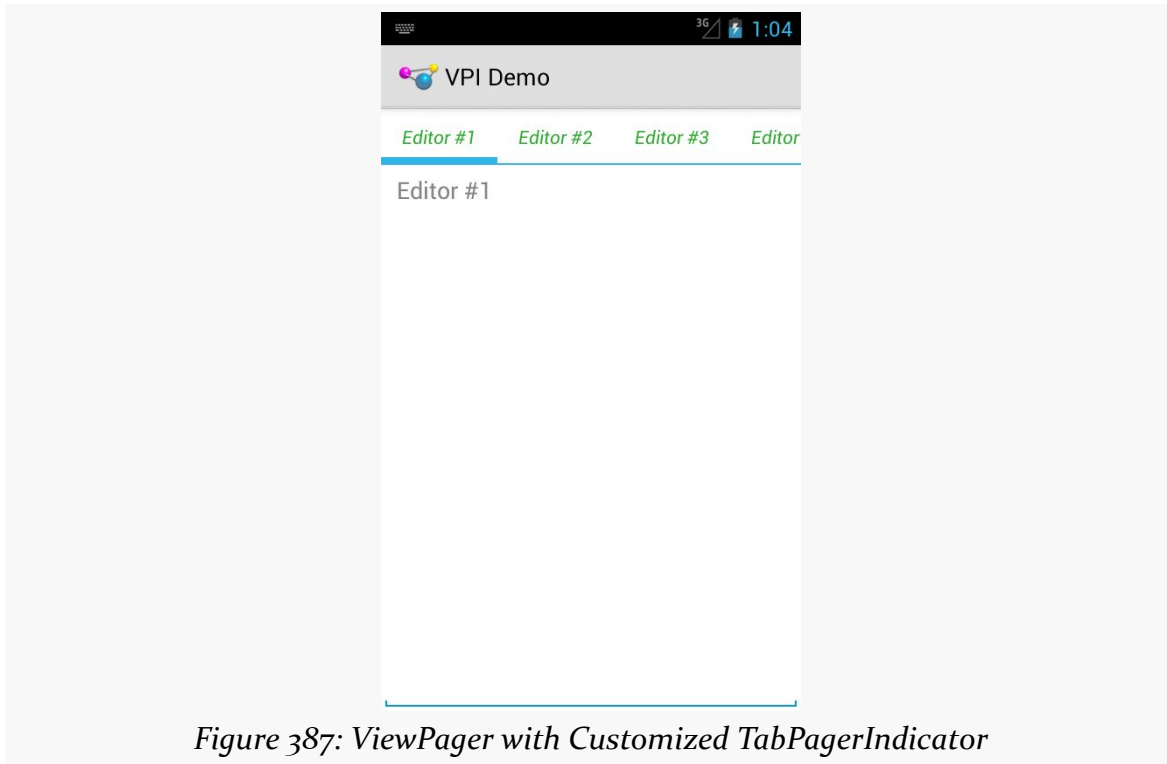 3G 1:04
VPI Demo
Editor #1 Editor #2 Editor #3 Editor
Editor #1
Figure 387: ViewPager with Customized TabPagerIndicator